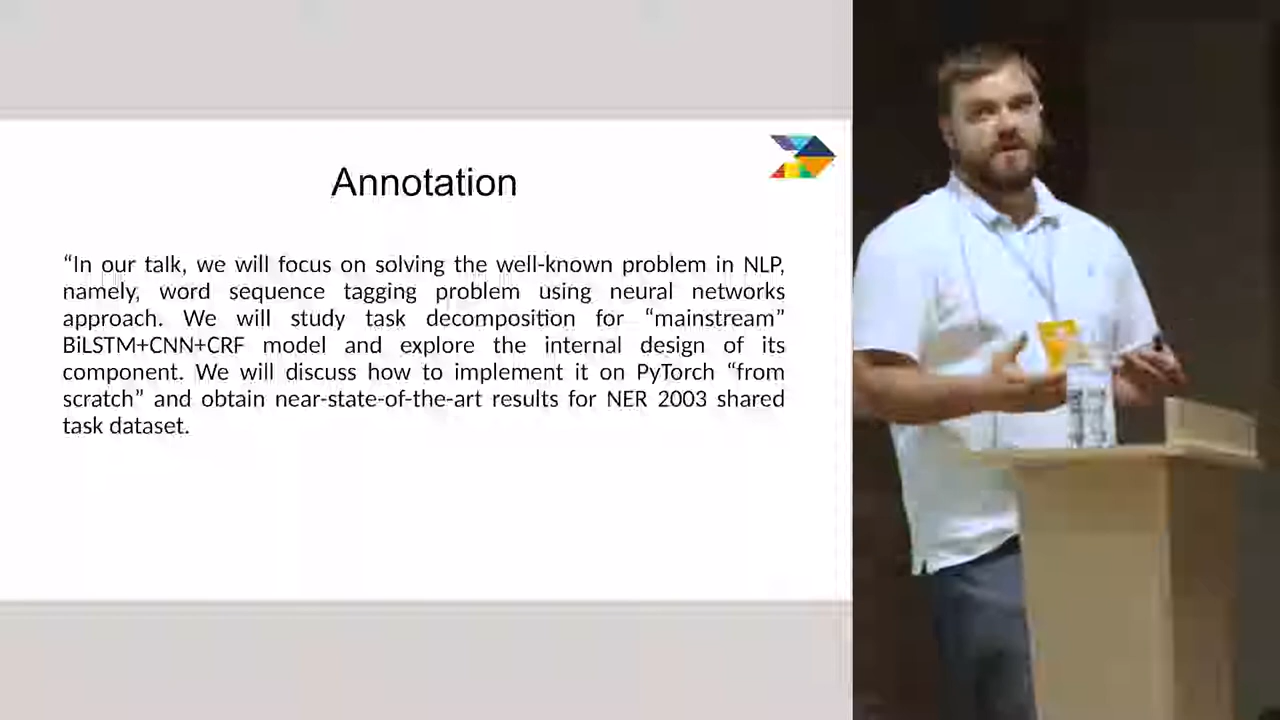 Annotation
“In our talk, we will focus on solving the well-known problem in NLP,
namely, word sequence tagging problem using neural networks
approach. We will study task decomposition for “mainstream”
BiLSTM+CNN+CRF model and explore the internal design of its
component. We will discuss how to implement it on PyTorch “from
scratch” and obtain near-state-of-the-art results for NER 2003 shared
task dataset.